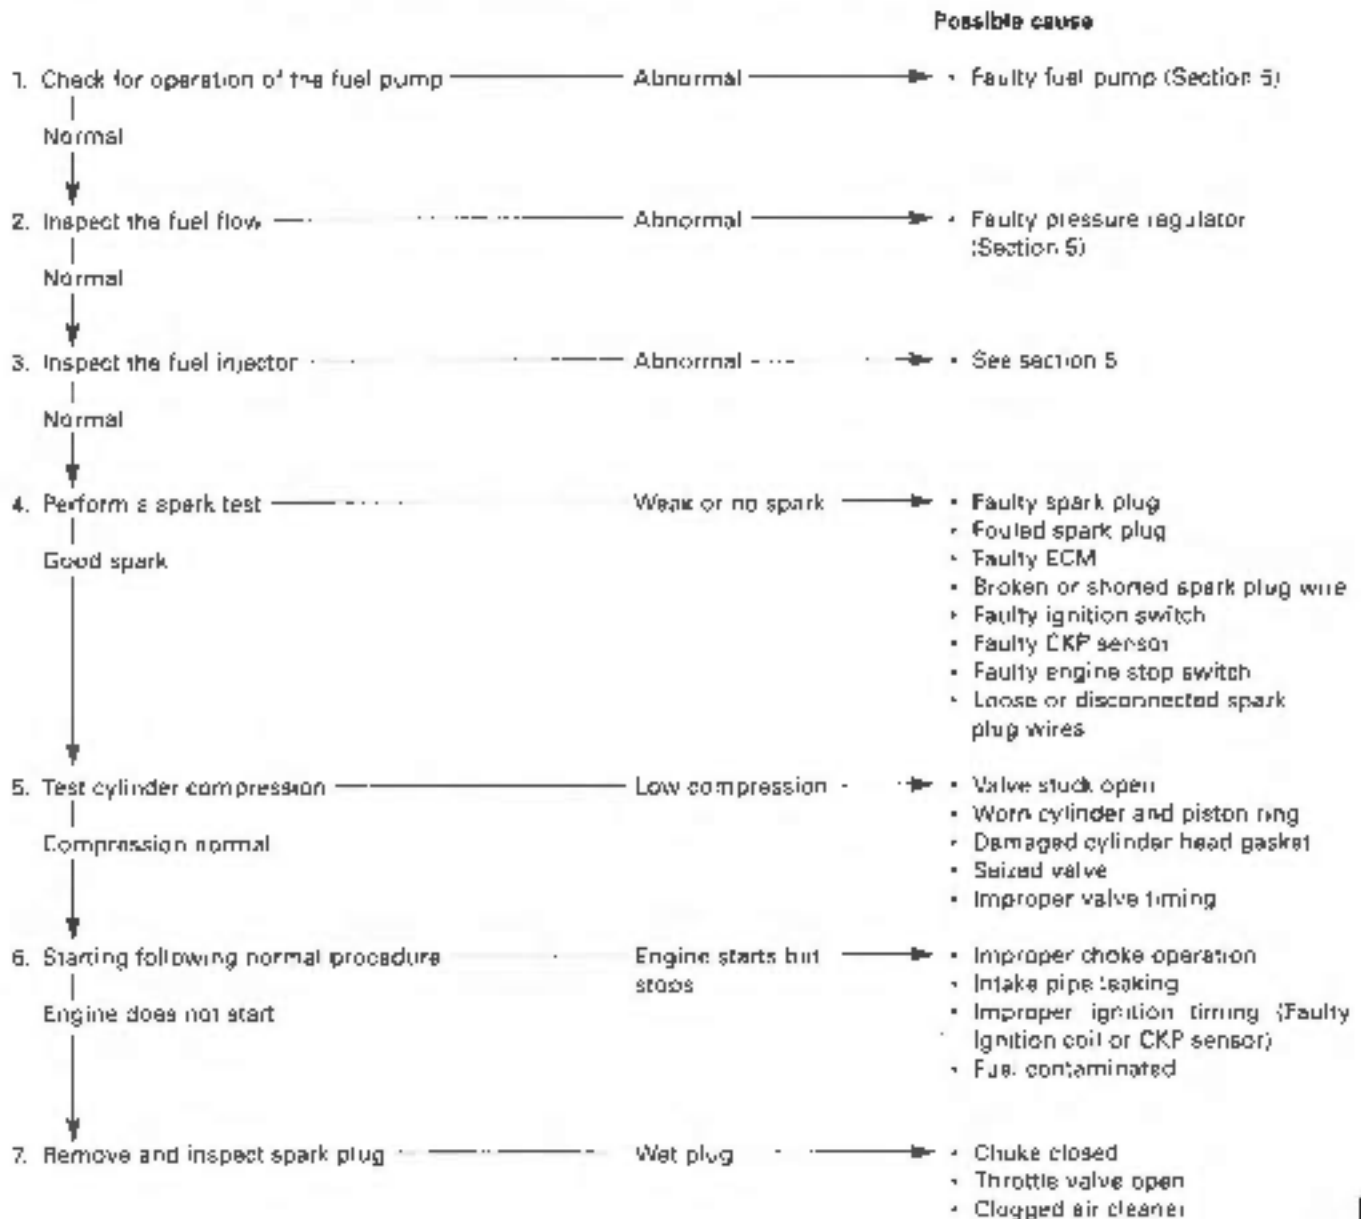 Possible cause
1. Check for operation of the fuel pump Abnormal • Faulty fuel pump (Section 5)
Normal
2. Inspect the fuel flow Abnormal • Faulty pressure regulator
(Section 5)
Normal
3. Inspect the fuel injector Abnormal • See section 5
Normal
4. Perform a spark test Weak or no spark • Faulty spark plug
• Fouled spark plug
Good spark
• Faulty ECM
• Broken or shorted spark plug wire
• Faulty ignition switch
• Faulty CKP sensor
• Faulty engine stop switch
• Loose or disconnected spark
plug wires
5. Test cylinder compression Low compression • Valve stuck open
• Worn cylinder and piston ring
Compression normal • Damaged cylinder head gasket
• Seized valve
• Improper valve timing
6. Starting following normal procedure Engine starts but • Improper choke operation
stops • Intake pipe leaking
Engine does not start • Improper ignition timing (Faulty
Ignition coil or CKP sensor)
• Fuel contaminated
7. Remove and inspect spark plug Wet plug • Choke closed
• Throttle valve open
• Clogged air cleaner